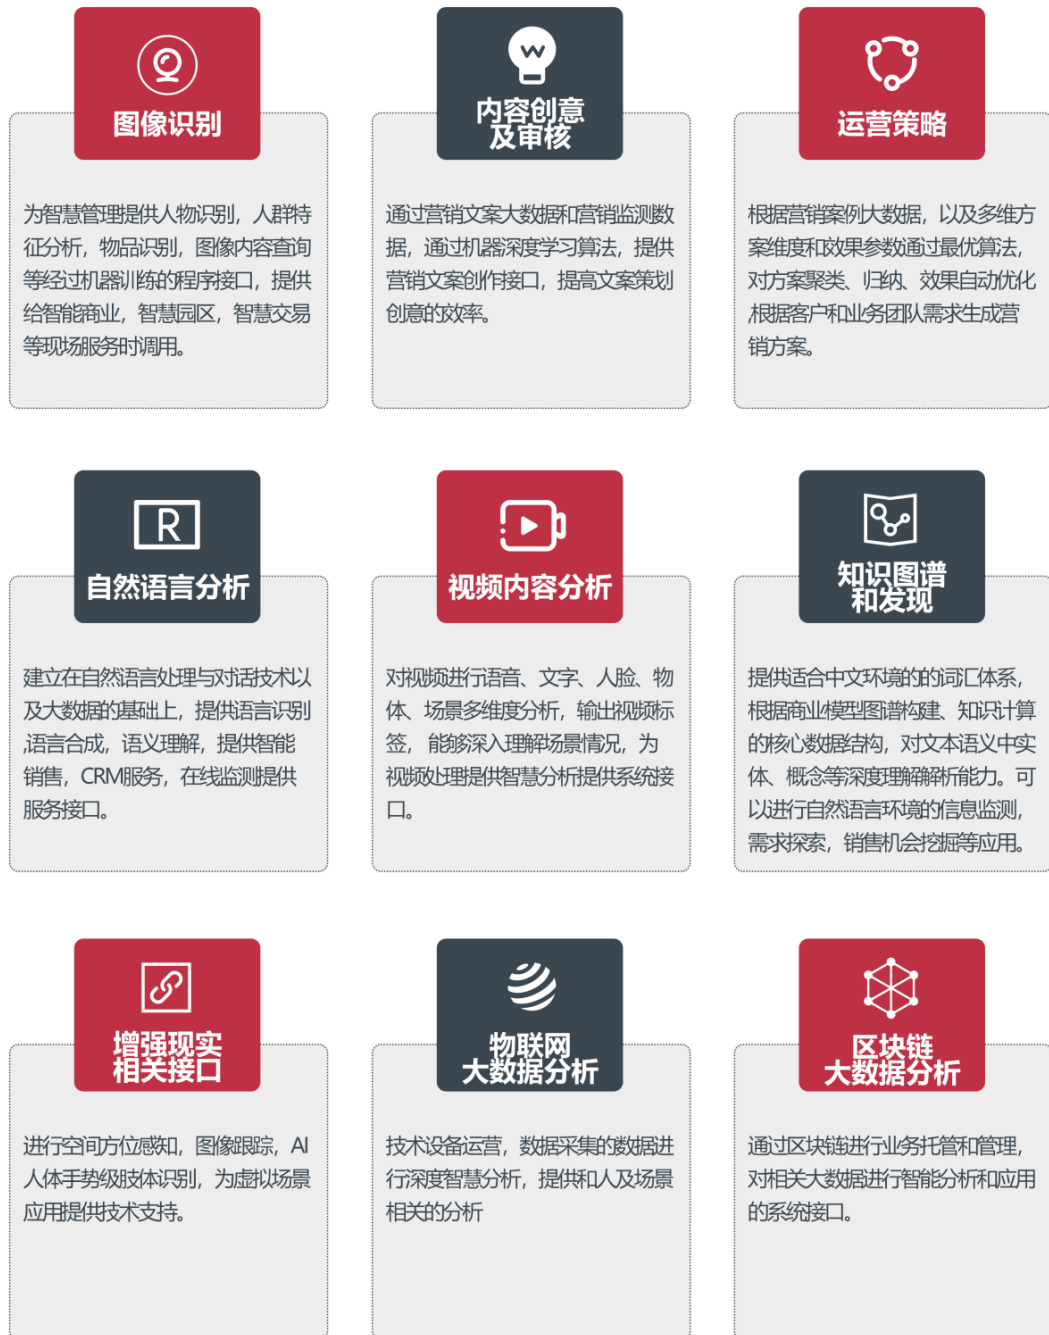 图像识别
为智慧管理提供人物识别，人群特
征分析，物品识别，图像内容查询
等经过机器训练的程序接口，提供
给智能商业，智慧园区，智慧交易
等现场服务时调用。
内容创意
及审核
通过营销文案大数据和营销监测数
据，通过机器深度学习算法，提供
营销文案创作接口，提高文案策划
创意的效率。
运营策略
根据营销案例大数据，以及多维方
案维度和效果参数通过最优算法，
对方案聚类、归纳、效果自动优化
,根据客户和业务团队需求生成营
销方案。
R
自然语言分析
建立在自然语言处理与对话技术以
及大数据的基础上，提供语言识别
,语言合成，语义理解，提供智能
销售，CRM服务，在线监测提供
服务接口。
视频内容分析
对视频进行语音、文字、人脸、物
体、场景多维度分析，输出视频标
签，能够深入理解场景情况，为
视频处理提供智慧分析提供系统接
口。
知识图谱
和发现
提供适合中文环境的的词汇体系，
根据商业模型图谱构建、知识计算
的核心数据结构，对文本语义中实
体、概念等深度理解解析能力。可
以进行自然语言环境的信息监测，
需求探索，销售机会挖掘等应用。
增强现实
相关接口
进行空间方位感知，图像跟踪，AI
人体手势级肢体识别，为虚拟场景
应用提供技术支持。
物联网
大数据分析
技术设备运营，数据采集的数据进
行深度智慧分析，提供和人及场景
相关的分析
区块链
大数据分析
通过区块链进行业务托管和管理，
对相关大数据进行智能分析和应用
的系统接口。